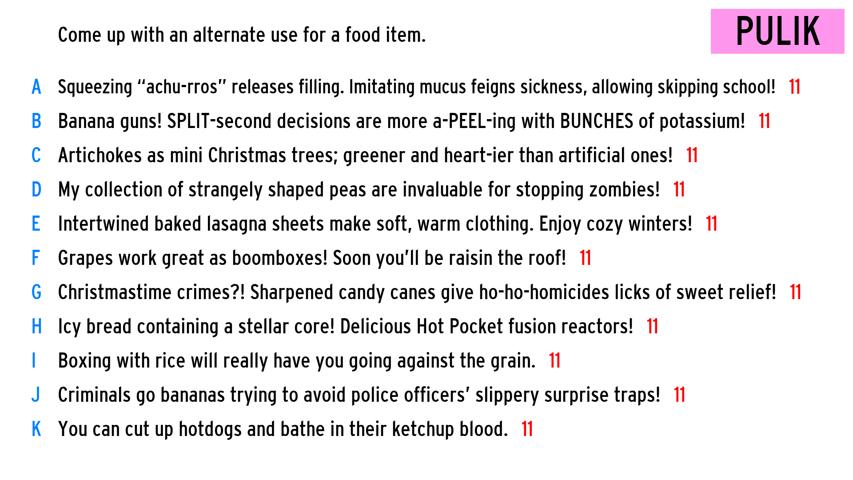 Come up with an alternate use for a food item.
PULIK
A Squeezing “achu-rros” releases filling. Imitating mucus feigns sickness, allowing skipping school! 11
B Banana guns! SPLIT-second decisions are more a-PEEL-ing with BUNCHES of potassium! 11
C Artichokes as mini Christmas trees; greener and heart-ier than artificial ones! 11
D My collection of strangely shaped peas are invaluable for stopping zombies! 11
E Intertwined baked lasagna sheets make soft, warm clothing. Enjoy cozy winters! 11
F Grapes work great as boomboxes! Soon you’ll be raisin the roof! 11
G Christmastime crimes?! Sharpened candy canes give ho-ho-homicides licks of sweet relief! 11
H Icy bread containing a stellar core! Delicious Hot Pocket fusion reactors! 11
I Boxing with rice will really have you going against the grain. 11
J Criminals go bananas trying to avoid police officers’ slippery surprise traps! 11
K You can cut up hotdogs and bathe in their ketchup blood. 11